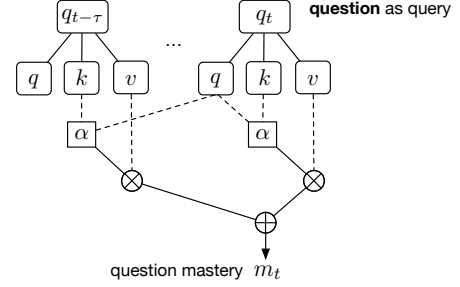 q_{t−τ} ... q_t question as query
q k v q k v
α α
⊗ ⊗
⊕
question mastery m_t